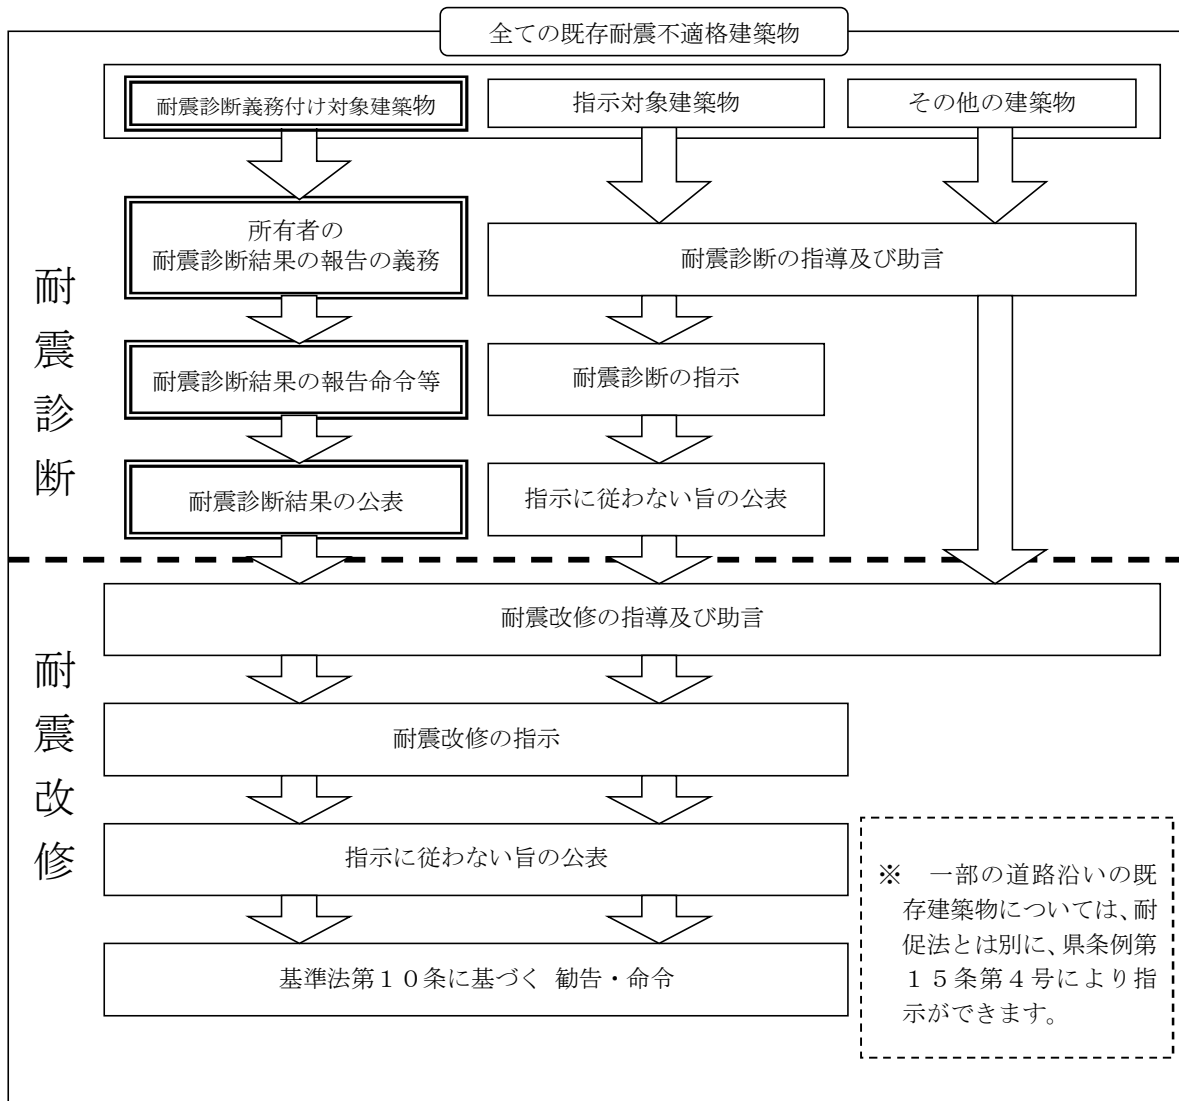 全ての既存耐震不適格建築物
耐震診断義務付け対象建築物
指示対象建築物
その他の建築物
耐震診断
所有者の
耐震診断結果の報告の義務
耐震診断の指導及び助言
耐震診断結果の報告命令等
耐震診断の指示
耐震診断結果の公表
指示に従わない旨の公表
耐震改修
耐震改修の指導及び助言
耐震改修の指示
指示に従わない旨の公表
基準法第１０条に基づく 勧告・命令
※　一部の道路沿いの既
存建築物については、耐
促法とは別に、県条例第
１５条第４号により指
示ができます。